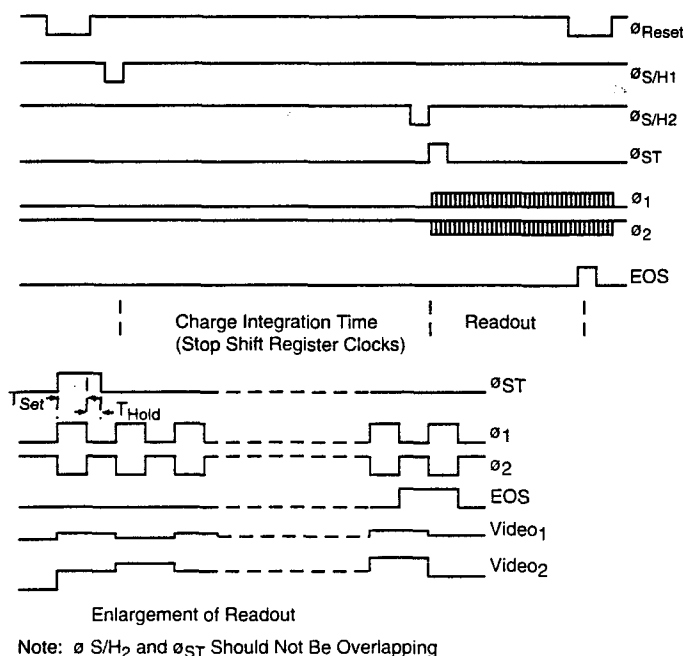 øReset
øS/H1
øS/H2
øST
ø1
ø2
EOS
Charge Integration Time
(Stop Shift Register Clocks)
Readout
øST
TSet
THold
ø1
ø2
EOS
Video1
Video2
Enlargement of Readout
Note: ø S/H2 and øST Should Not Be Overlapping